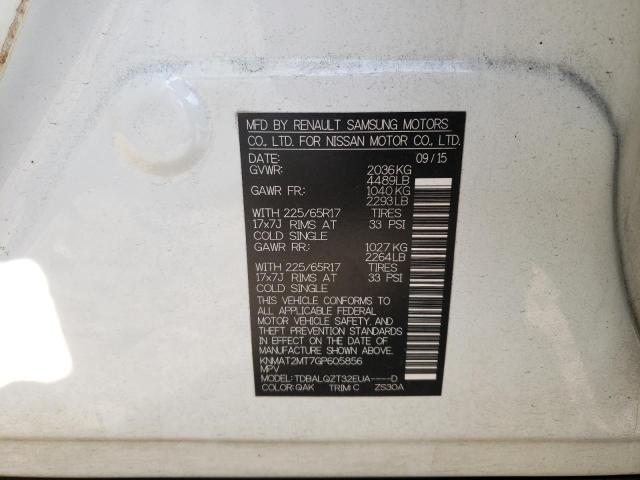 MFD BY RENAULT SAMSUNG MOTORS
CO., LTD. FOR NISSAN MOTOR CO., LTD.
DATE: 09/15
GVWR: 2036KG
4489LB
GAWR FR: 1040KG
2293LB
WITH 225/65R17 TIRES
17x7J RIMS AT 33 PSI
COLD SINGLE
GAWR RR: 1027KG
2264LB
WITH 225/65R17 TIRES
17x7J RIMS AT 33 PSI
COLD SINGLE
THIS VEHICLE CONFORMS TO
ALL APPLICABLE FEDERAL
MOTOR VEHICLE SAFETY, AND
THEFT PREVENTION STANDARDS
IN EFFECT ON THE DATE OF
MANUFACTURE SHOWN ABOVE.
KNMAT2MT7GP605856
MPV
MODEL: TDBALQZT32EUA----D
COLOR: QAK TRIM: C ZS30A